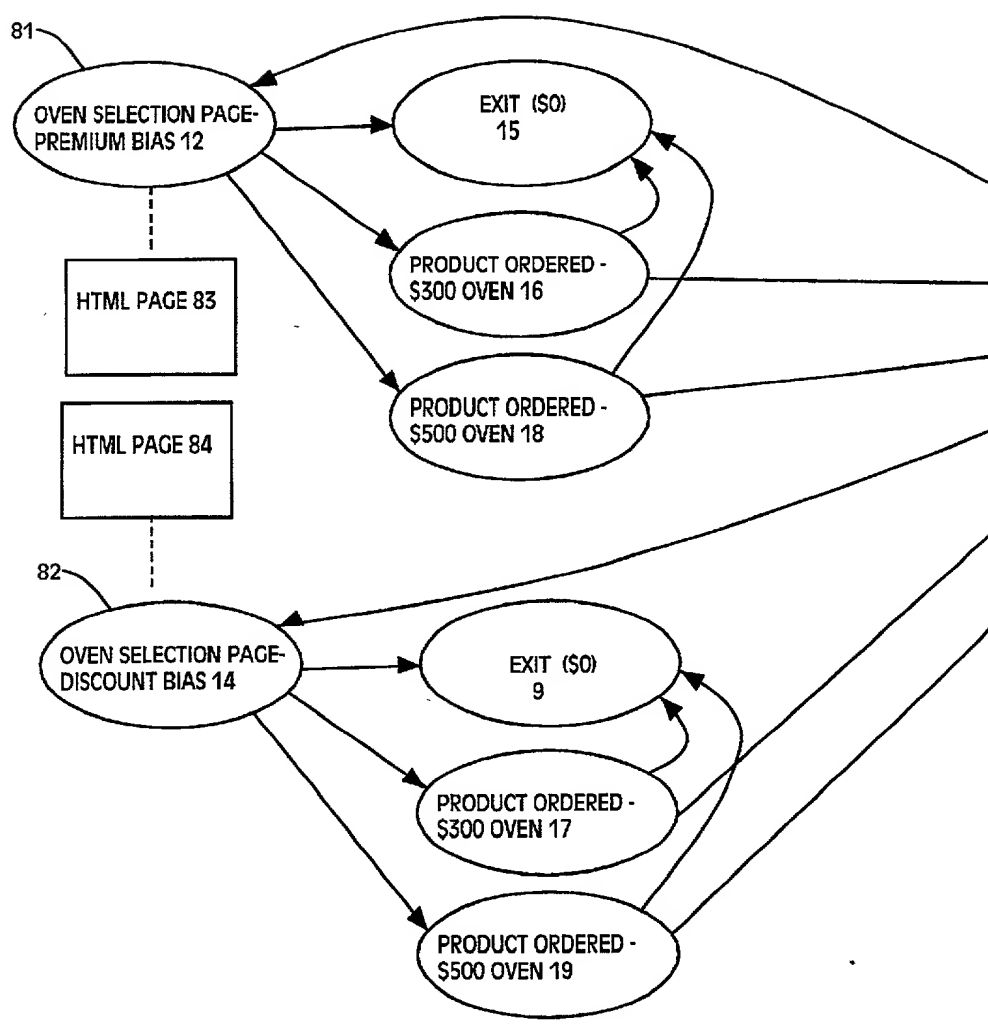 81
OVEN SELECTION PAGE-
PREMIUM BIAS 12
EXIT ($0)
15
PRODUCT ORDERED -
$300 OVEN 16
HTML PAGE 83
PRODUCT ORDERED -
$500 OVEN 18
HTML PAGE 84
82
OVEN SELECTION PAGE-
DISCOUNT BIAS 14
EXIT ($0)
9
PRODUCT ORDERED -
$300 OVEN 17
PRODUCT ORDERED -
$500 OVEN 19